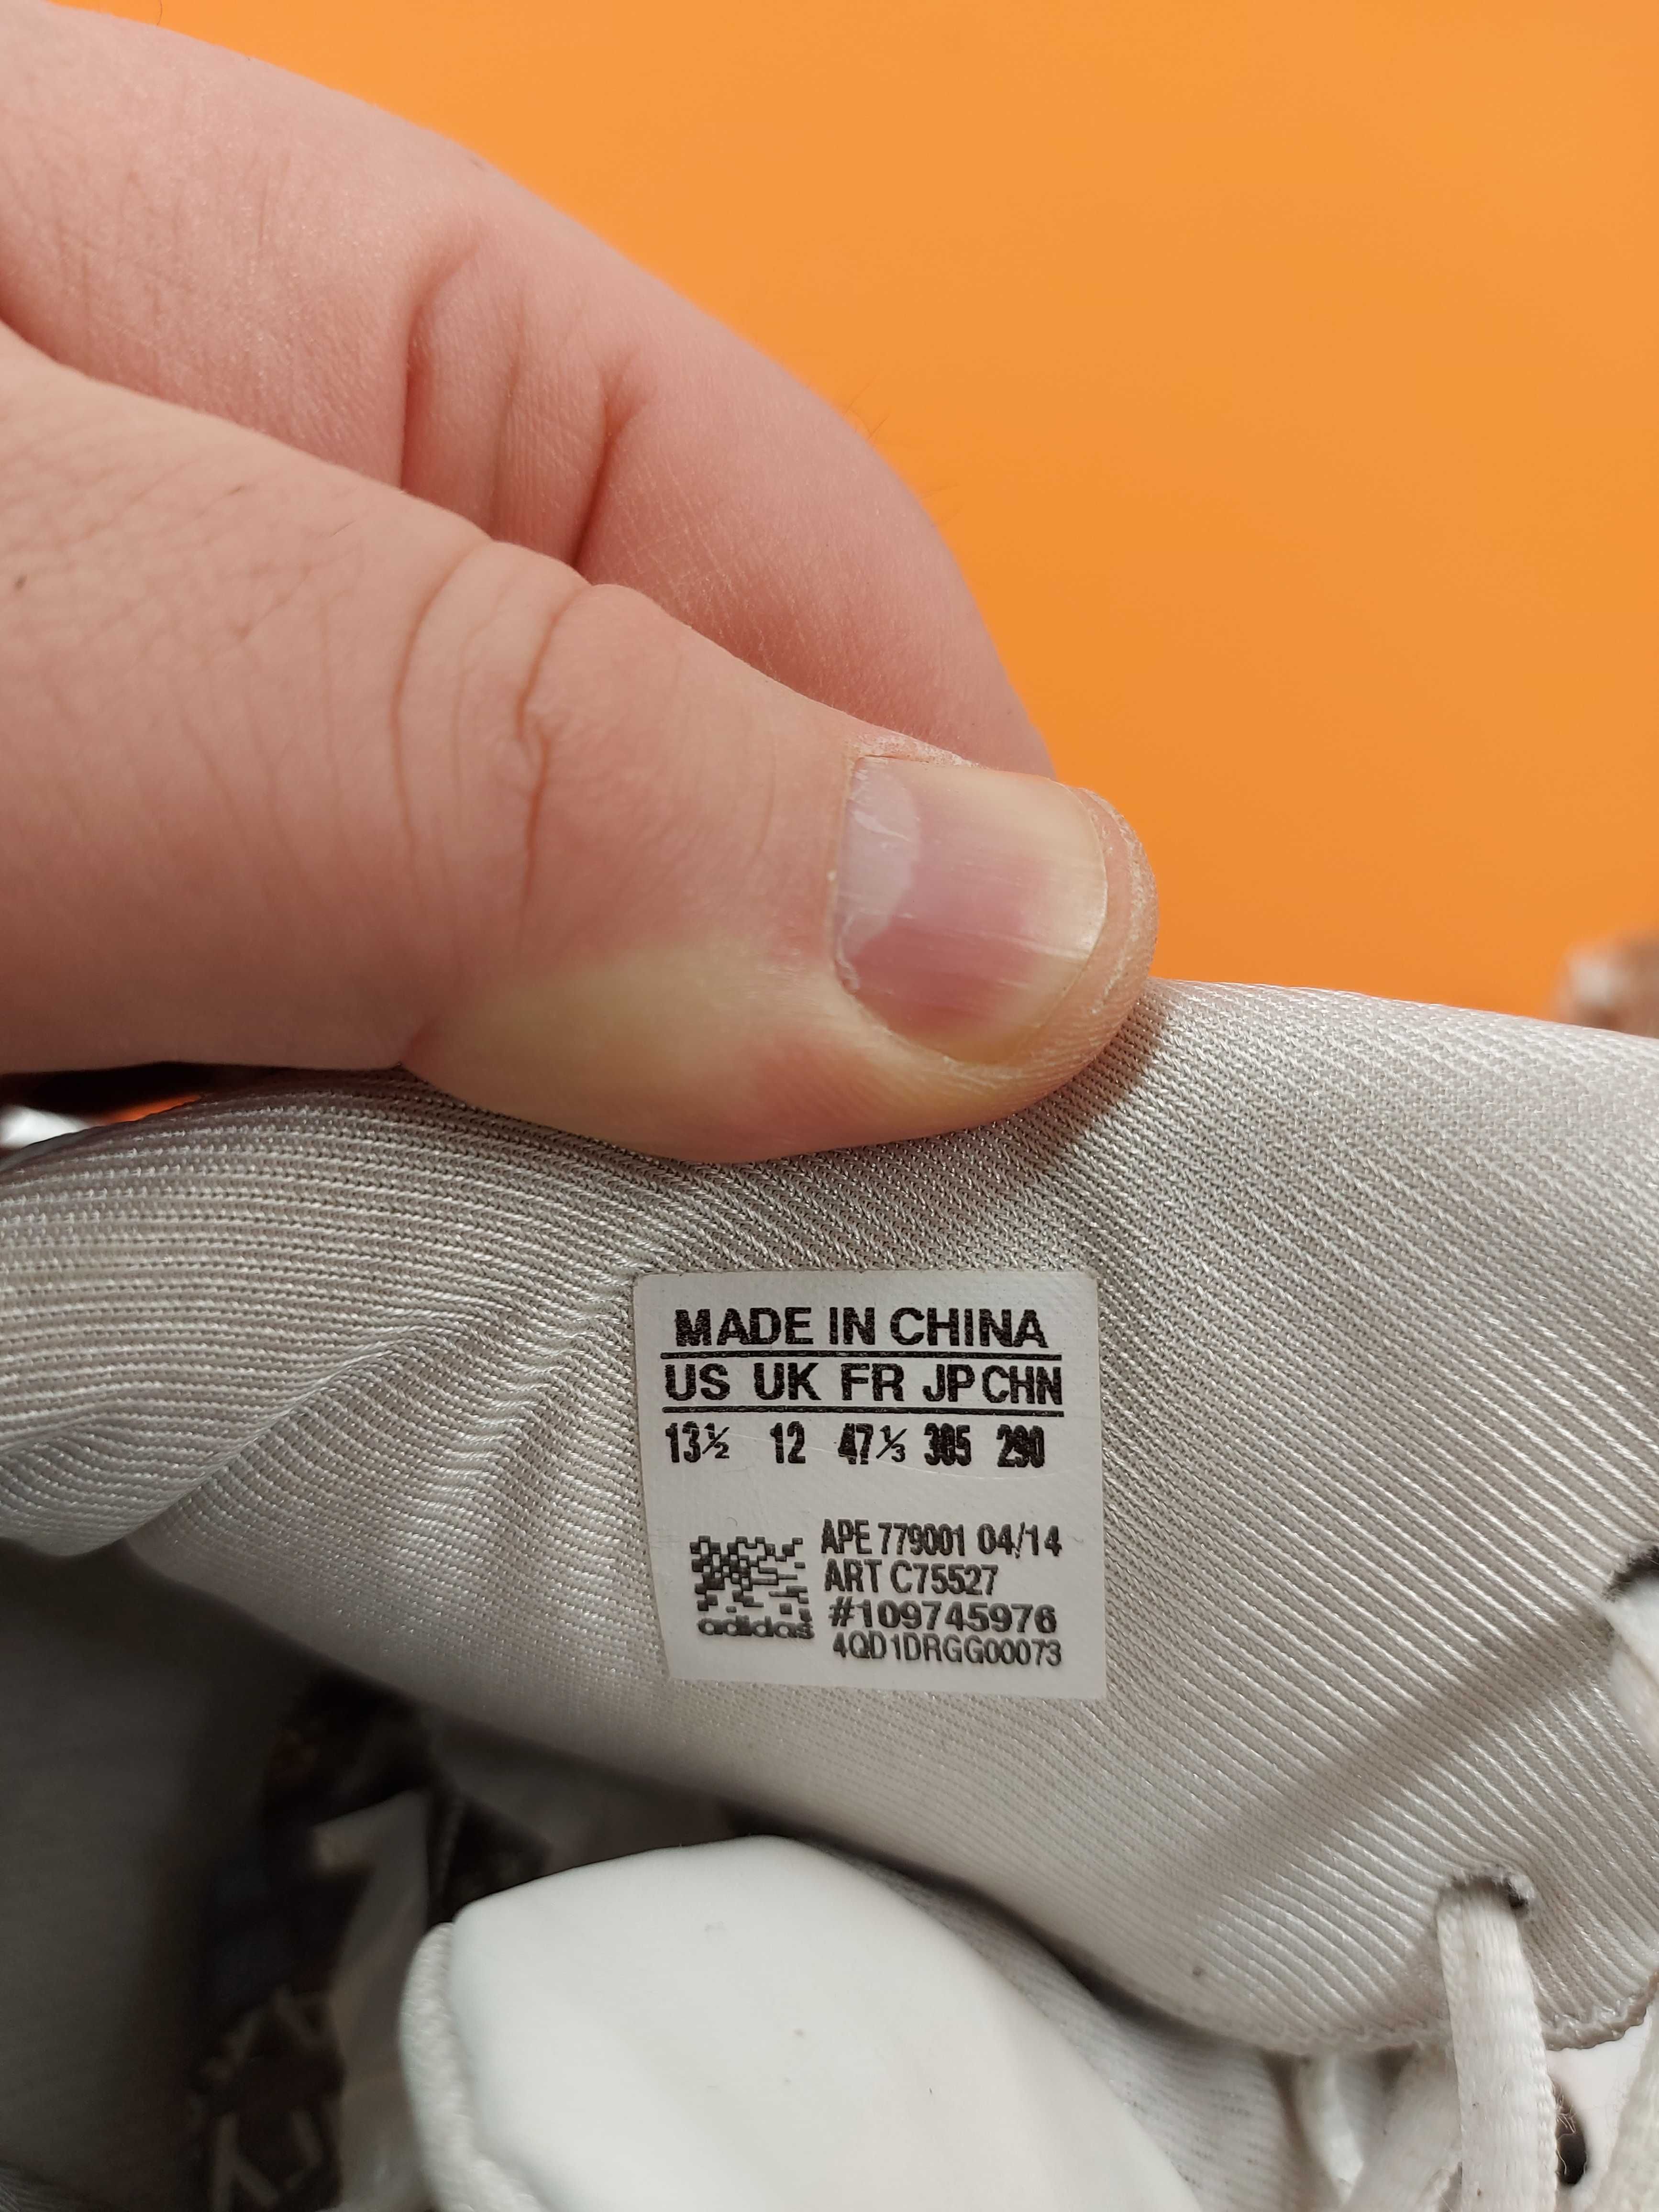 MADE IN CHINA
US UK FR JP CHN
13½ 12 47⅓ 305 290
APE 779001 04/14
ART C75527
#109745976
adidas
4QD1DRGG00073